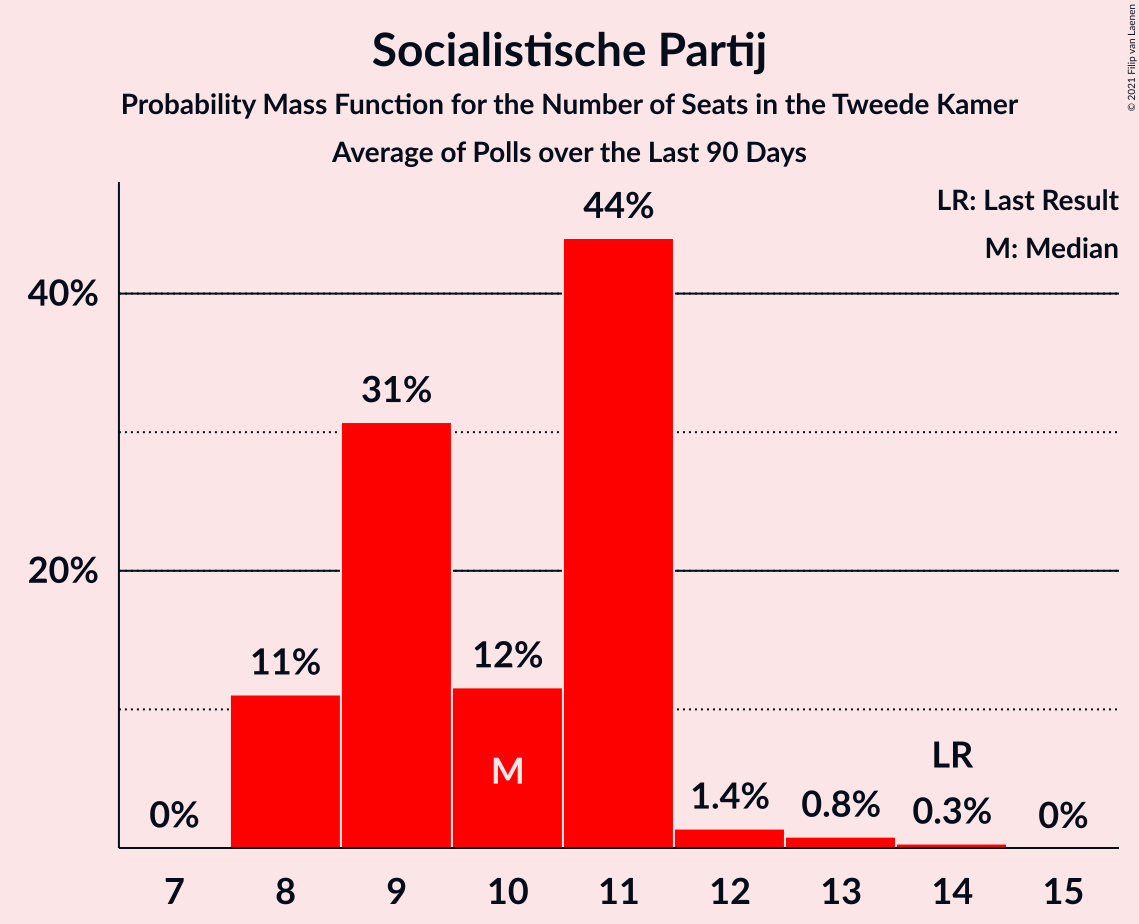 Socialistische Partij
Probability Mass Function for the Number of Seats in the Tweede Kamer
Average of Polls over the Last 90 Days
© 2021 Filip van Laenen
LR: Last Result
M: Median
40%
20%
0%
11%
31%
12%
44%
1.4%
0.8%
0.3%
0%
M
LR
7 8 9 10 11 12 13 14 15